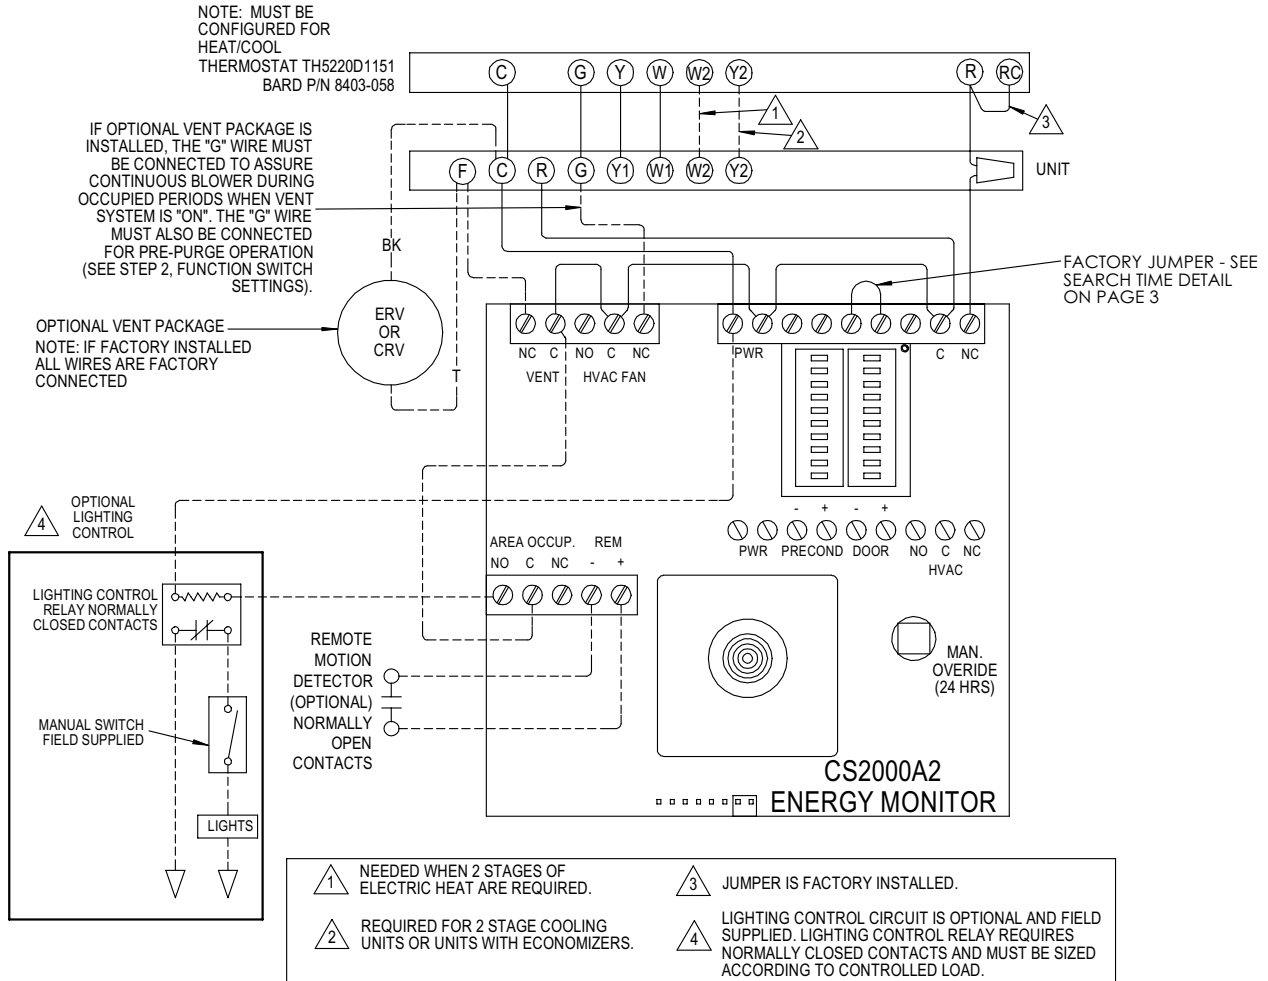 NOTE: MUST BE
CONFIGURED FOR
HEAT/COOL
THERMOSTAT TH5220D1151
BARD P/N 8403-058
C G Y W W2 Y2 R RC
1
2
3
IF OPTIONAL VENT PACKAGE IS
INSTALLED, THE "G" WIRE MUST
BE CONNECTED TO ASSURE
CONTINUOUS BLOWER DURING
OCCUPIED PERIODS WHEN VENT
SYSTEM IS "ON". THE "G" WIRE
MUST ALSO BE CONNECTED
FOR PRE-PURGE OPERATION
(SEE STEP 2, FUNCTION SWITCH
SETTINGS).
F C R G Y1 W1 W2 Y2
UNIT
BK
FACTORY JUMPER - SEE
SEARCH TIME DETAIL
ON PAGE 3
OPTIONAL VENT PACKAGE
NOTE: IF FACTORY INSTALLED
ALL WIRES ARE FACTORY
CONNECTED
ERV
OR
CRV
T
NC C NO C NC
VENT HVAC FAN
PWR C NC
4
OPTIONAL
LIGHTING
CONTROL
- + - +
PWR PRECOND DOOR NO C NC
HVAC
AREA OCCUP. REM
NO C NC - +
LIGHTING CONTROL
RELAY NORMALLY
CLOSED CONTACTS
REMOTE
MOTION
DETECTOR
(OPTIONAL)
NORMALLY
OPEN
CONTACTS
MAN.
OVERIDE
(24 HRS)
MANUAL SWITCH
FIELD SUPPLIED
LIGHTS
CS2000A2
ENERGY MONITOR
1
NEEDED WHEN 2 STAGES OF
ELECTRIC HEAT ARE REQUIRED.
2
REQUIRED FOR 2 STAGE COOLING
UNITS OR UNITS WITH ECONOMIZERS.
3
JUMPER IS FACTORY INSTALLED.
4
LIGHTING CONTROL CIRCUIT IS OPTIONAL AND FIELD
SUPPLIED. LIGHTING CONTROL RELAY REQUIRES
NORMALLY CLOSED CONTACTS AND MUST BE SIZED
ACCORDING TO CONTROLLED LOAD.